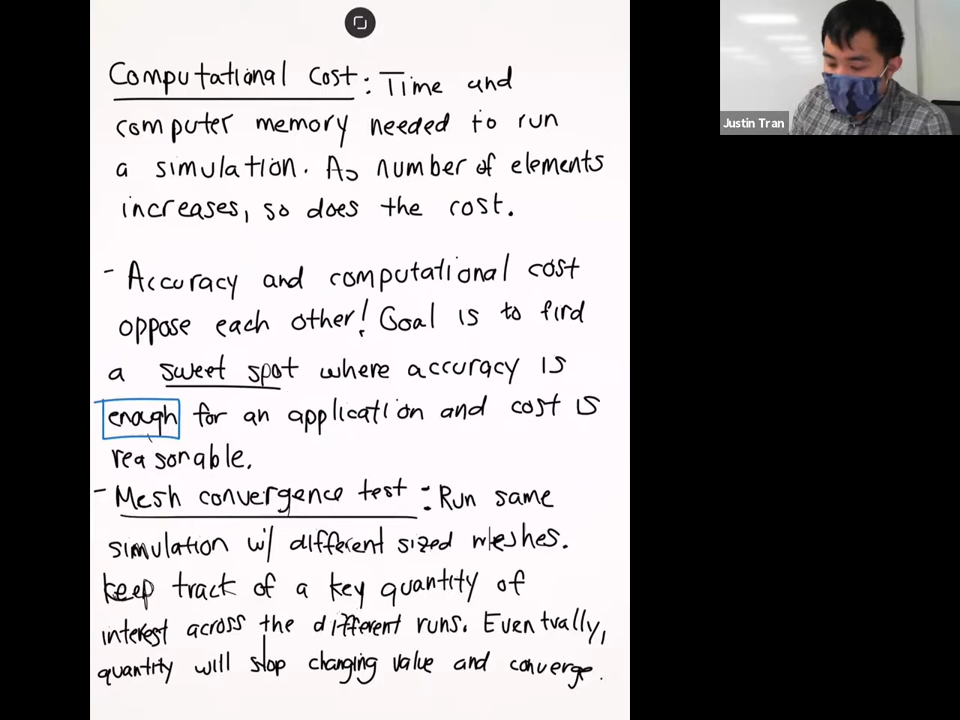 Computational Cost: Time and
computer memory needed to run
a simulation. As number of elements
increases, so does the cost.
- Accuracy and computational cost
oppose each other! Goal is to find
a sweet spot where accuracy is
enough for an application and cost is
reasonable.
- Mesh convergence test: Run same
simulation w/ different sized meshes.
Keep track of a key quantity of
interest across the different runs. Eventually,
quantity will stop changing value and converge.
Justin Tran